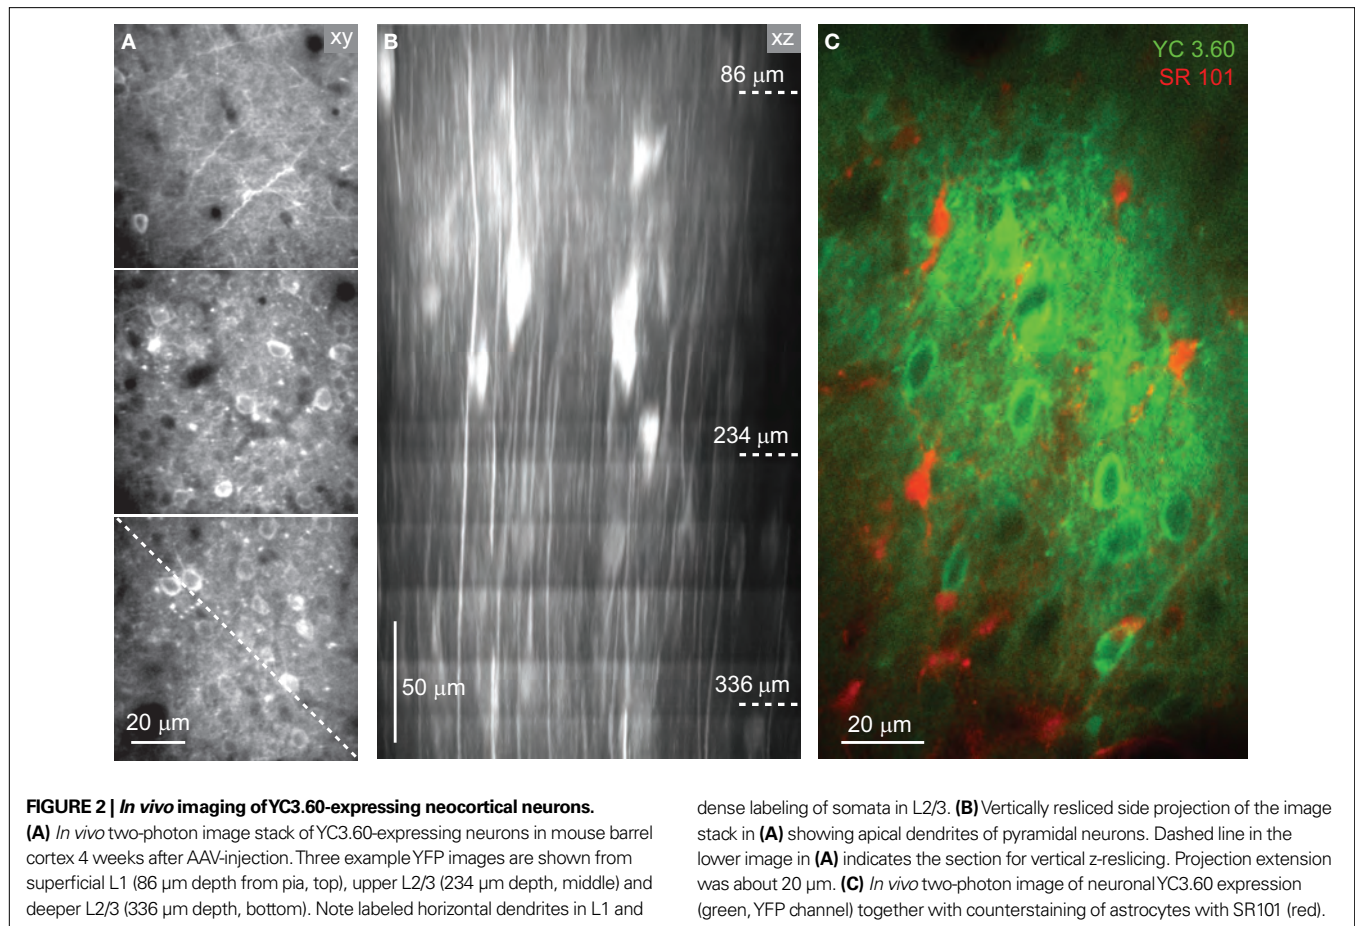 A
xy
B
xz
86 µm
234 µm
336 µm
50 µm
20 µm
C
YC 3.60
SR 101
20 µm
FIGURE 2 | In vivo imaging of YC3.60-expressing neocortical neurons.
(A) In vivo two-photon image stack of YC3.60-expressing neurons in mouse barrel
cortex 4 weeks after AAV-injection. Three example YFP images are shown from
superficial L1 (86 µm depth from pia, top), upper L2/3 (234 µm depth, middle) and
deeper L2/3 (336 µm depth, bottom). Note labeled horizontal dendrites in L1 and
dense labeling of somata in L2/3. (B) Vertically resliced side projection of the image
stack in (A) showing apical dendrites of pyramidal neurons. Dashed line in the
lower image in (A) indicates the section for vertical z-reslicing. Projection extension
was about 20 µm. (C) In vivo two-photon image of neuronal YC3.60 expression
(green, YFP channel) together with counterstaining of astrocytes with SR101 (red).